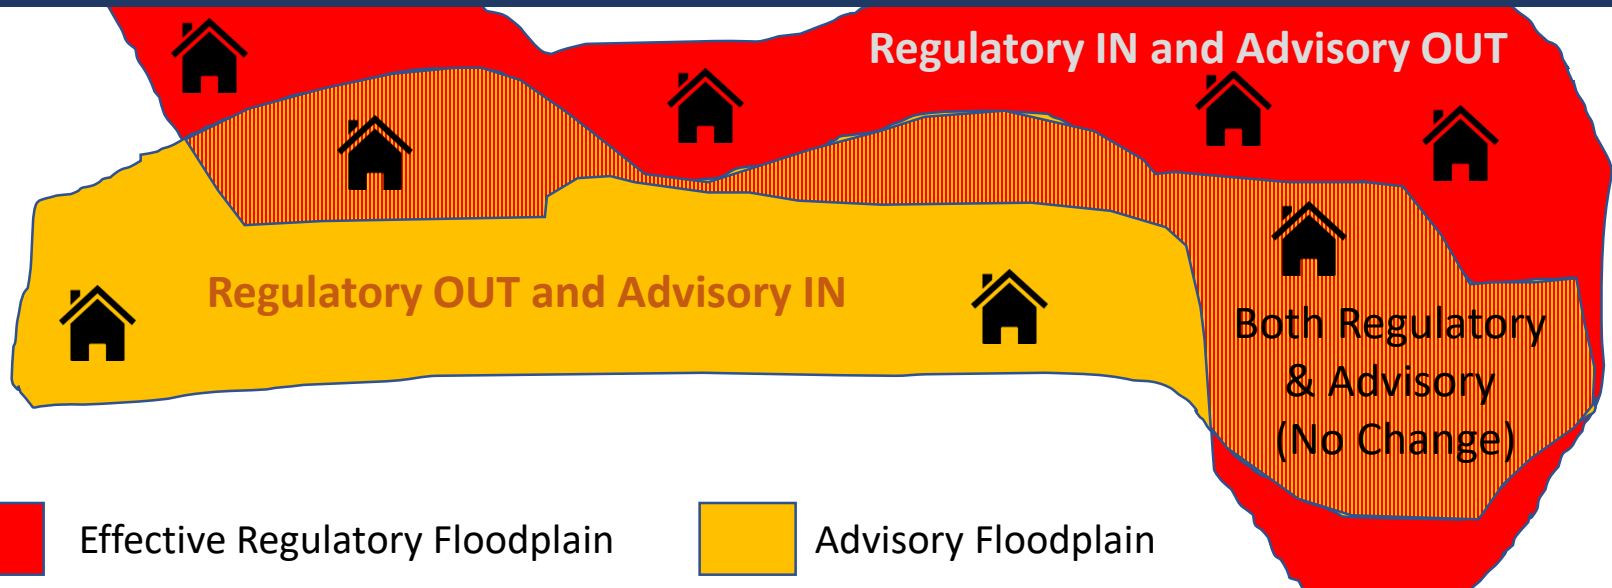 Regulatory IN and Advisory OUT
Regulatory OUT and Advisory IN
Both Regulatory
& Advisory
(No Change)
Effective Regulatory Floodplain
Advisory Floodplain